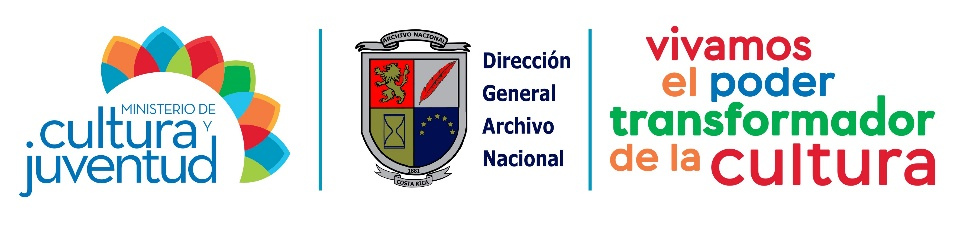 MINISTERIO DE
cultura y
juventud
ARCHIVO NACIONAL
1881
COSTA RICA
Dirección
General
Archivo
Nacional
vivamos
el poder
transformador
de la cultura